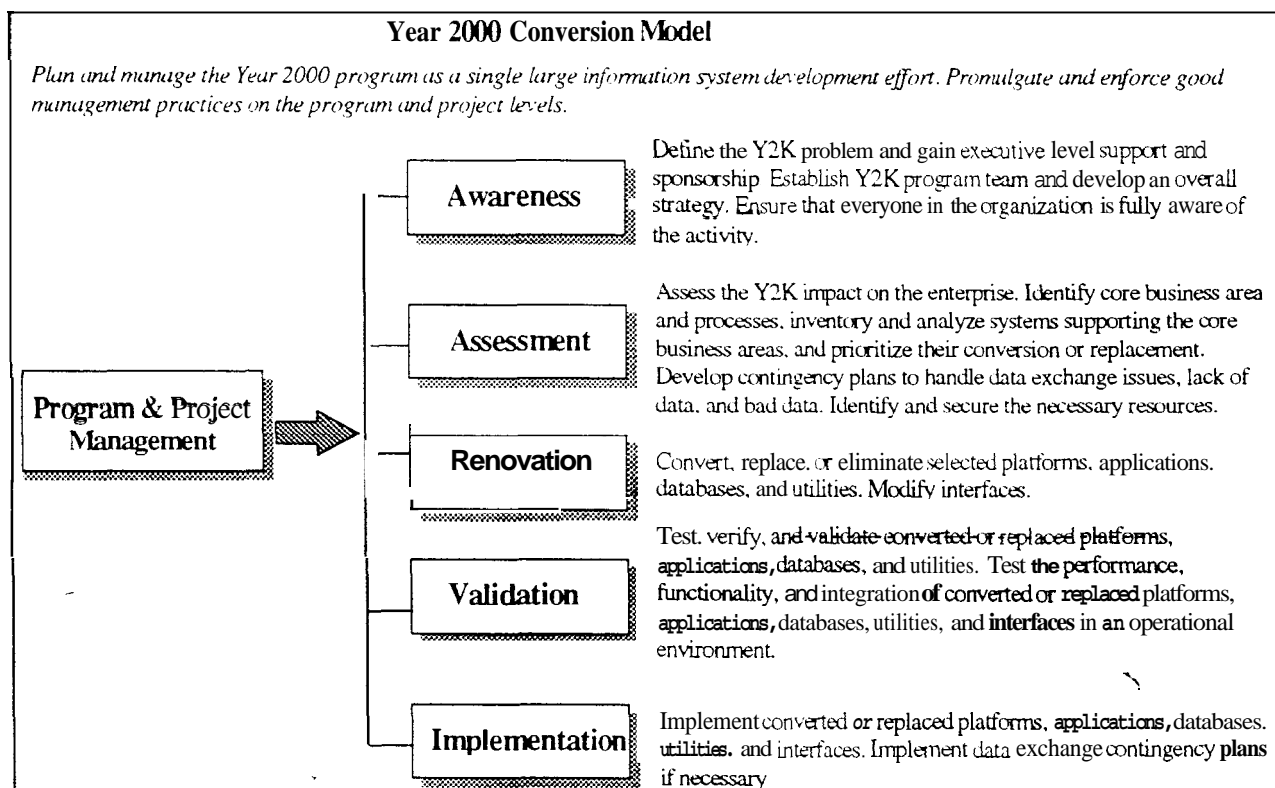 Year 2000 Conversion Model
Plan and manage the Year 2000 program as a single large information system development effort. Promulgate and enforce good
management practices on the program and project levels.
Define the Y2K problem and gain executive level support and
sponsorship Establish Y2K program team and develop an overall
strategy. Ensure that everyone in the organization is fully aware of
the activity.
Awareness
Assess the Y2K impact on the enterprise. Identify core business area
and processes, inventory and analyze systems supporting the core
business areas, and prioritize their conversion or replacement.
Develop contingency plans to handle data exchange issues, lack of
data, and bad data. Identify and secure the necessary resources.
Assessment
Program & Project
Management
Renovation
Convert, replace. or eliminate selected platforms, applications.
databases, and utilities. Modify interfaces.
Test. verify, and validate converted or replaced platforms,
applications, databases, and utilities. Test the performance,
functionality, and integration of converted or replaced platforms,
applications, databases, utilities, and interfaces in an operational
environment.
Validation
Implementation
Implement converted or replaced platforms, applications, databases.
utilities. and interfaces. Implement data exchange contingency plans
if necessary